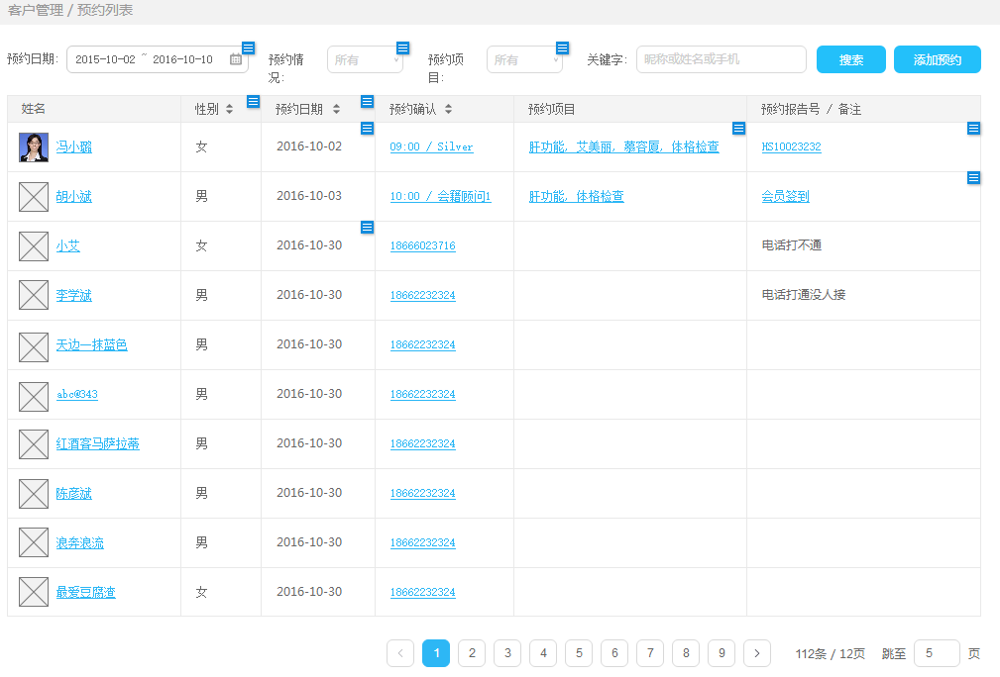 客户管理 / 预约列表
预约日期: 2015-10-02 ~ 2016-10-10 预约情况: 所有 预约项目: 所有 关键字: 昵称或姓名或手机 搜索 添加预约
姓名 性别 预约日期 预约确认 预约项目 预约报告号 / 备注
冯小璐 女 2016-10-02 09:00 / Silver 肝功能, 艾美丽, 慕容厦, 体格检查 HS10023232
胡小斌 男 2016-10-03 10:00 / 会籍顾问1 肝功能, 体格检查 会员签到
小艾 女 2016-10-30 18666023716 电话打不通
李学斌 男 2016-10-30 18662232324 电话打通没人接
天边一抹蓝色 男 2016-10-30 18662232324
abc@343 男 2016-10-30 18662232324
红酒客马萨拉蒂 男 2016-10-30 18662232324
陈彦斌 男 2016-10-30 18662232324
浪奔浪流 男 2016-10-30 18662232324
最爱豆腐渣 女 2016-10-30 18662232324
< 1 2 3 4 5 6 7 8 9 > 112条 / 12页 跳至 5 页